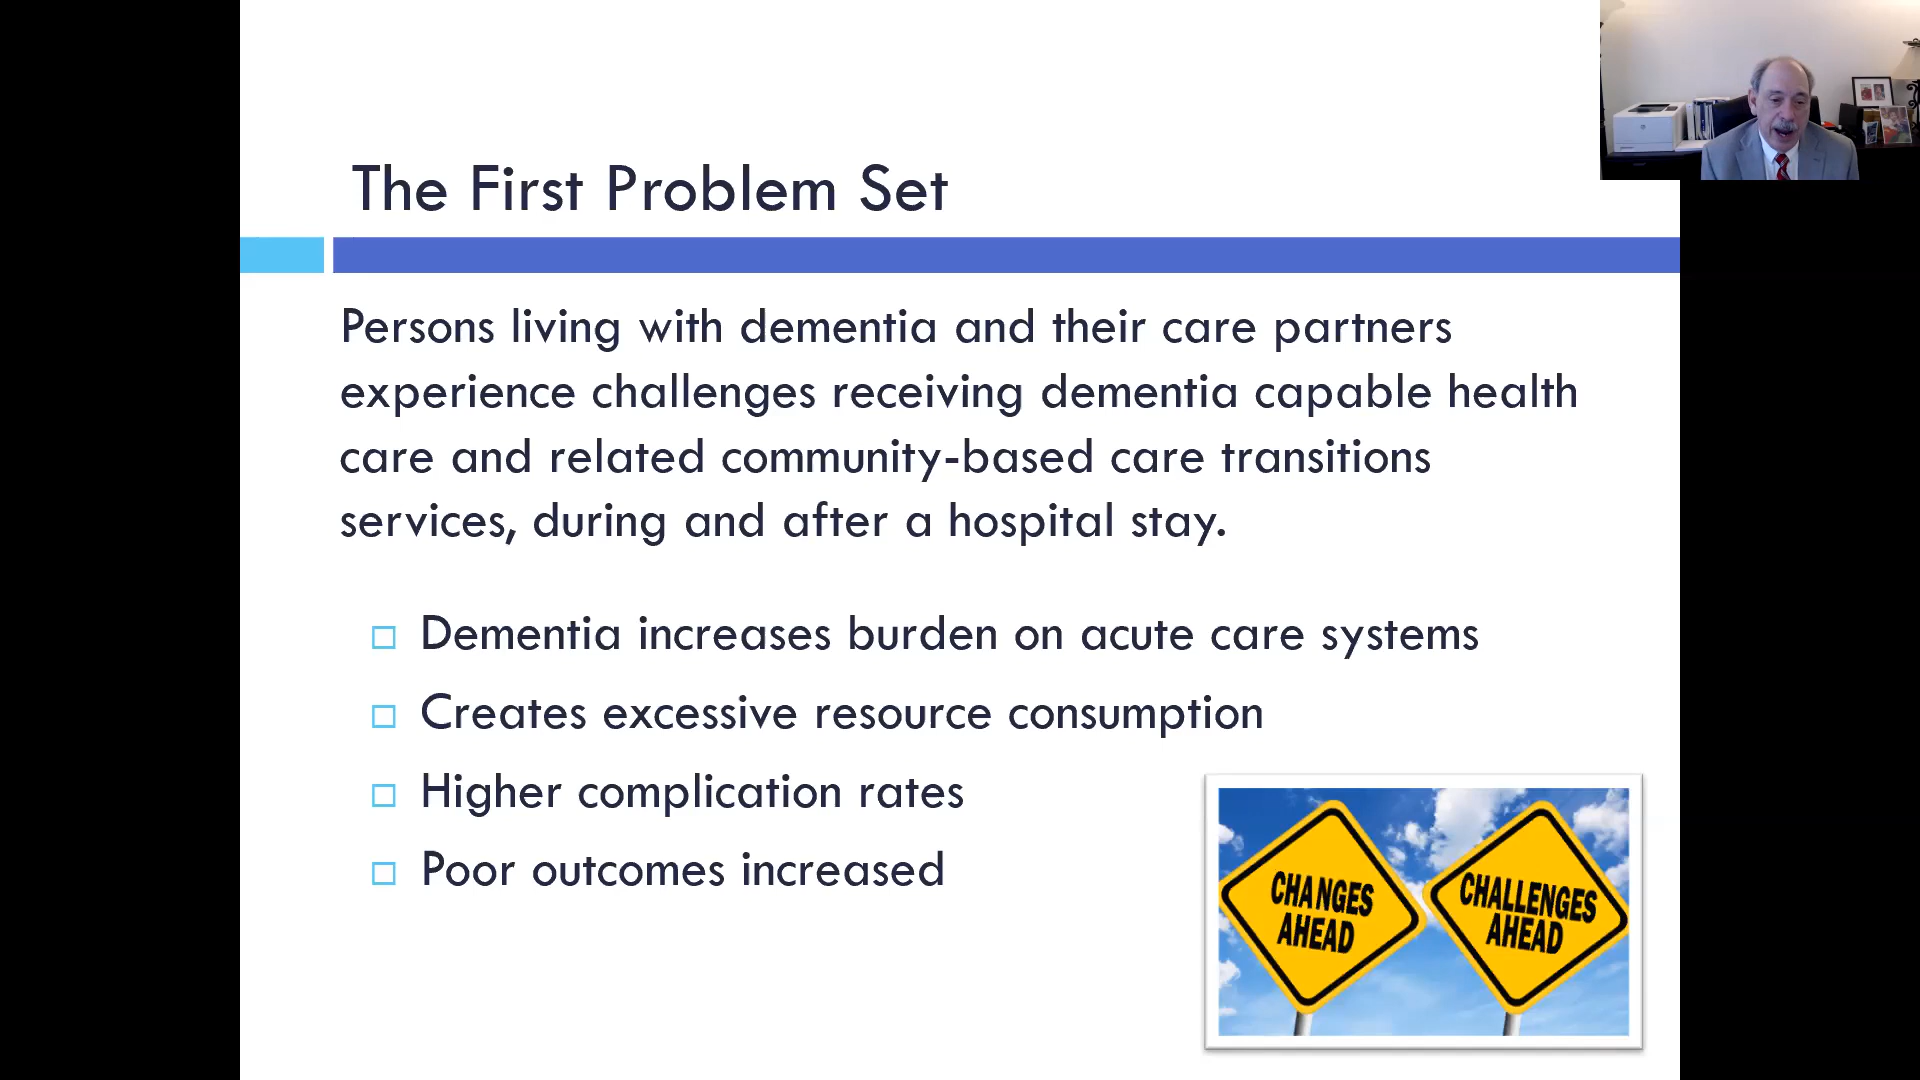 The First Problem Set
Persons living with dementia and their care partners
experience challenges receiving dementia capable health
care and related community-based care transitions
services, during and after a hospital stay.
Dementia increases burden on acute care systems
Creates excessive resource consumption
Higher complication rates
Poor outcomes increased
CHANGES
AHEAD
CHALLENGES
AHEAD